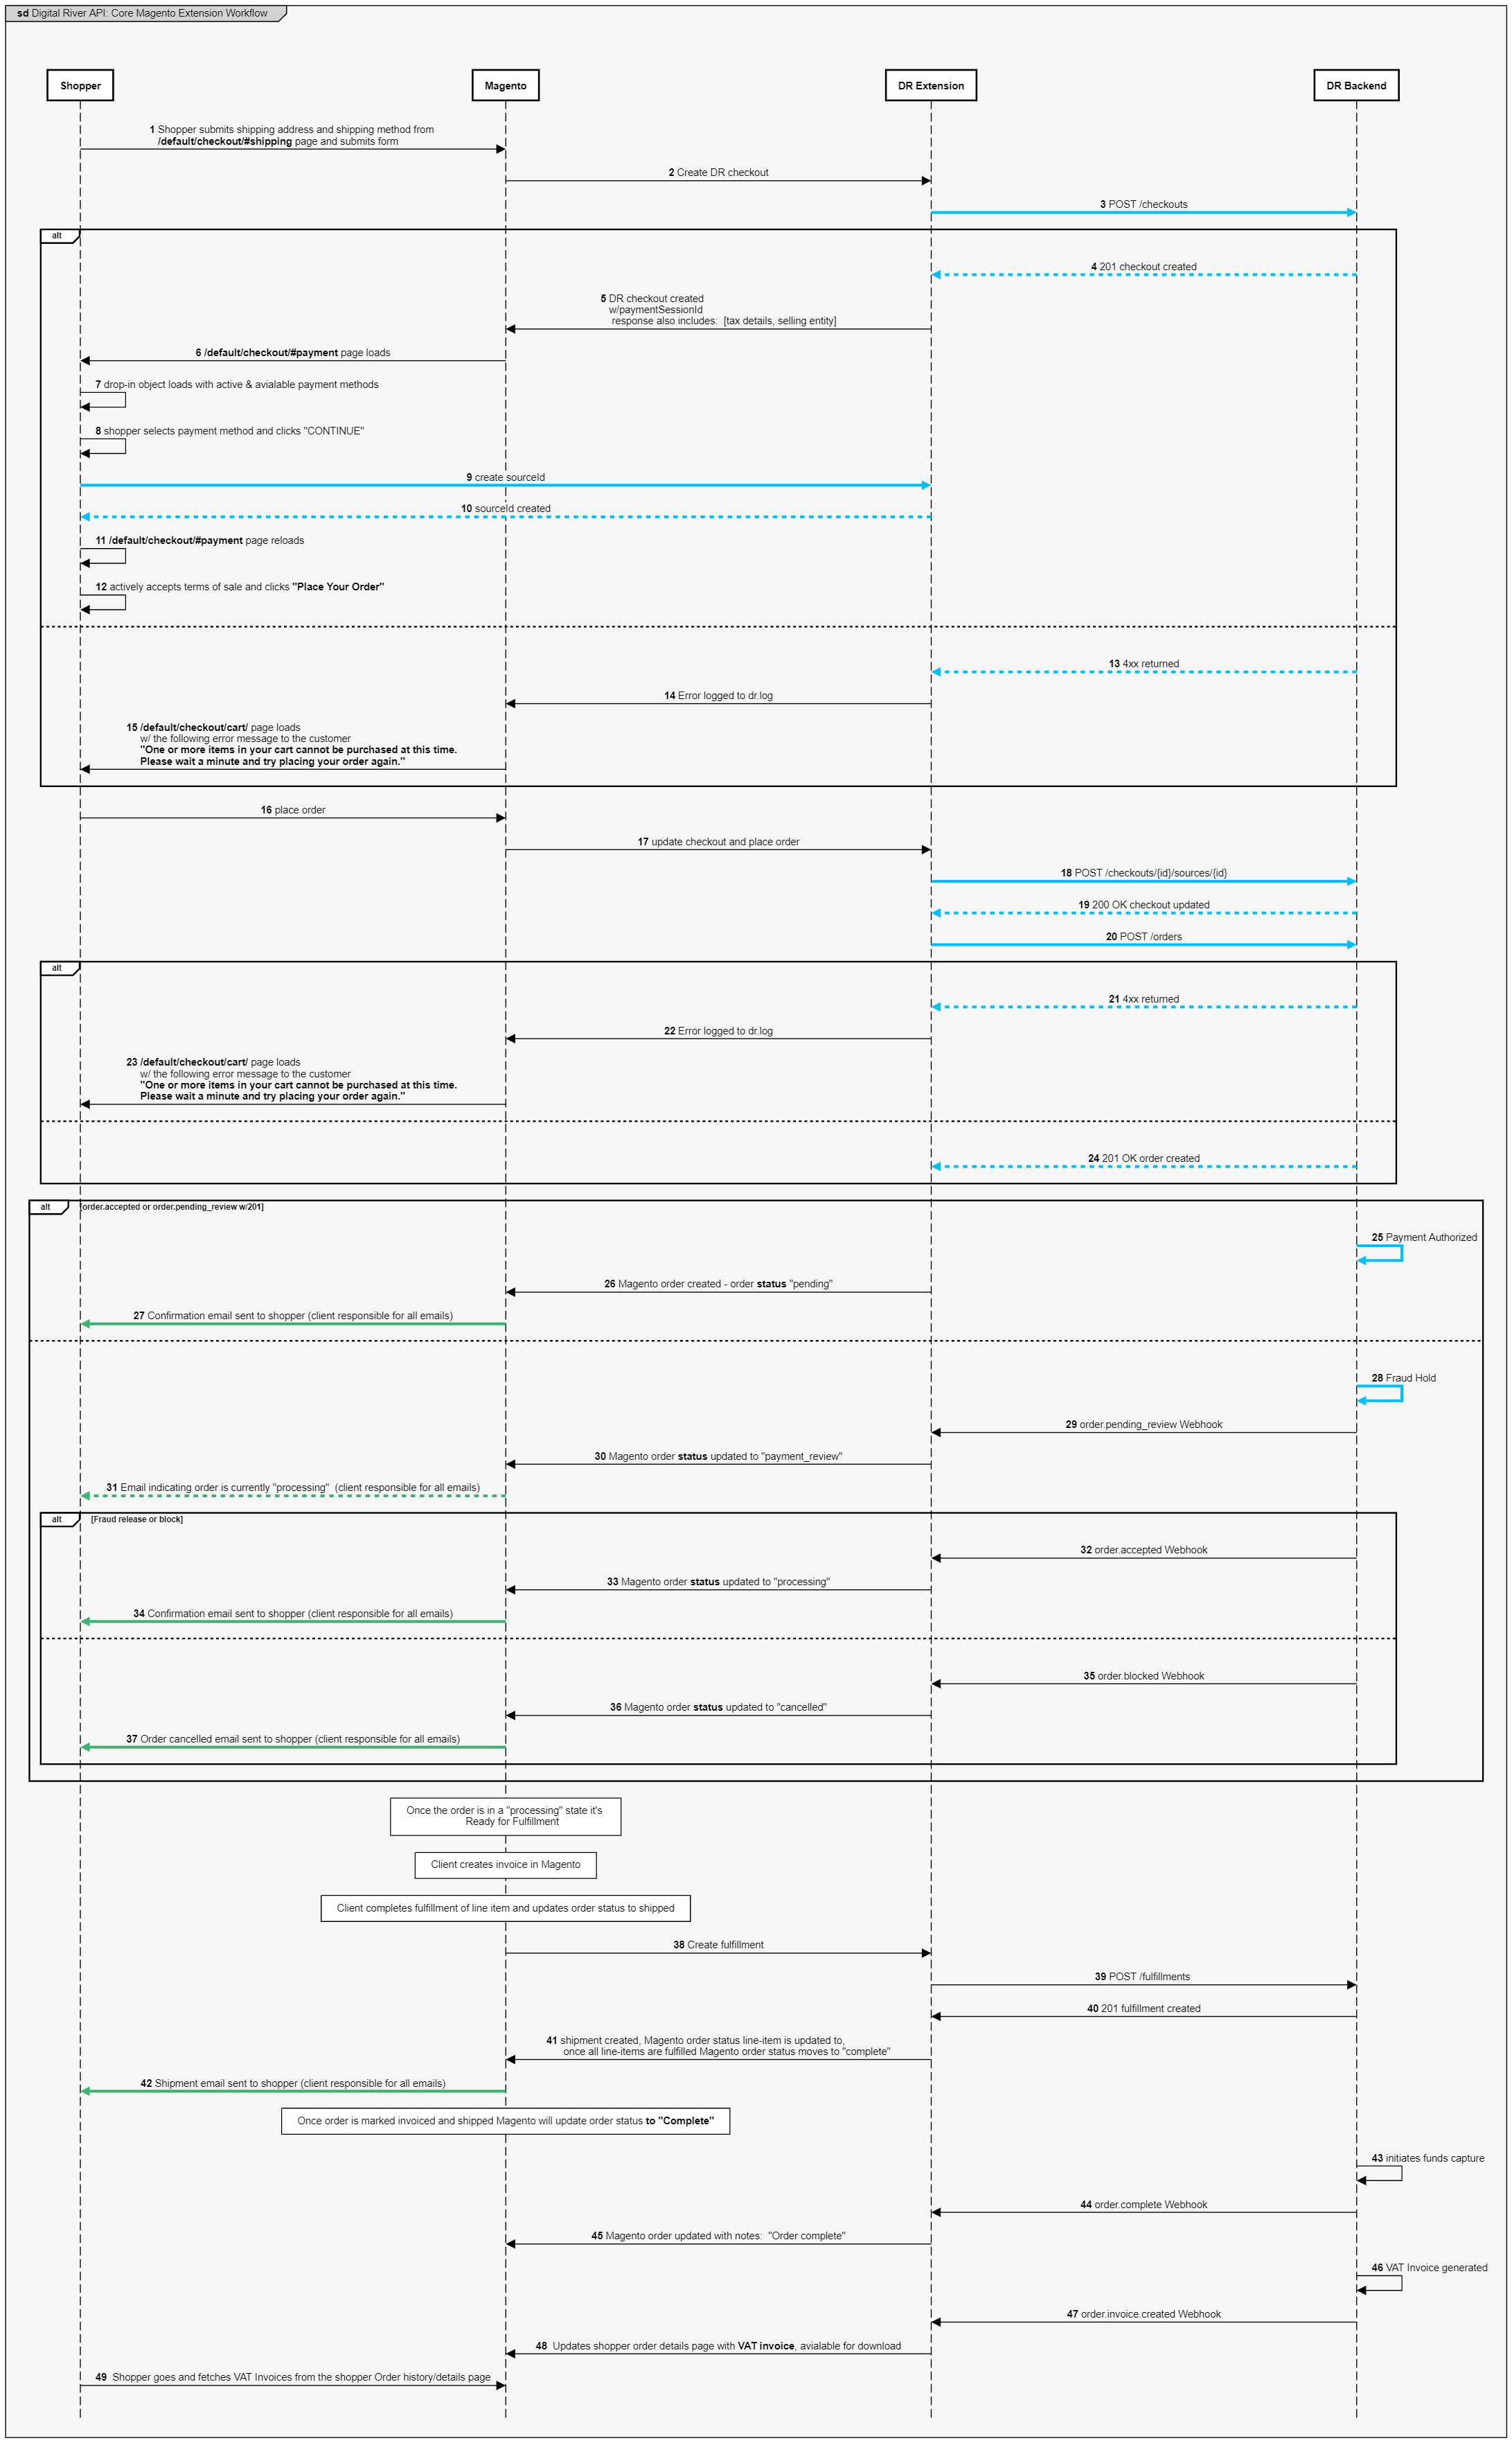 sd Digital River API: Core Magento Extension Workflow
Shopper
Magento
DR Extension
DR Backend
1 Shopper submits shipping address and shipping method from
/default/checkout/#shipping page and submits form
2 Create DR checkout
3 POST /checkouts
alt
4 201 checkout created
5 DR checkout created
w/paymentSessionId
response also includes:  [tax details, selling entity]
6 /default/checkout/#payment page loads
7 drop-in object loads with active & avialable payment methods
8 shopper selects payment method and clicks "CONTINUE"
9 create sourceId
10 sourceId created
11 /default/checkout/#payment page reloads
12 actively accepts terms of sale and clicks "Place Your Order"
13 4xx returned
14 Error logged to dr.log
15 /default/checkout/cart/ page loads
w/ the following error message to the customer
"One or more items in your cart cannot be purchased at this time.
Please wait a minute and try placing your order again."
16 place order
17 update checkout and place order
18 POST /checkouts/{id}/sources/{id}
19 200 OK checkout updated
20 POST /orders
alt
21 4xx returned
22 Error logged to dr.log
23 /default/checkout/cart/ page loads
w/ the following error message to the customer
"One or more items in your cart cannot be purchased at this time.
Please wait a minute and try placing your order again."
24 201 OK order created
alt [order.accepted or order.pending_review w/201]
25 Payment Authorized
26 Magento order created - order status "pending"
27 Confirmation email sent to shopper (client responsible for all emails)
28 Fraud Hold
29 order.pending_review Webhook
30 Magento order status updated to "payment_review"
31 Email indicating order is currently "processing"  (client responsible for all emails)
alt [Fraud release or block]
32 order.accepted Webhook
33 Magento order status updated to "processing"
34 Confirmation email sent to shopper (client responsible for all emails)
35 order.blocked Webhook
36 Magento order status updated to "cancelled"
37 Order cancelled email sent to shopper (client responsible for all emails)
Once the order is in a "processing" state it's
Ready for Fulfillment
Client creates invoice in Magento
Client completes fulfillment of line item and updates order status to shipped
38 Create fulfillment
39 POST /fulfillments
40 201 fulfillment created
41 shipment created, Magento order status line-item is updated to,
once all line-items are fulfilled Magento order status moves to "complete"
42 Shipment email sent to shopper (client responsible for all emails)
Once order is marked invoiced and shipped Magento will update order status to "Complete"
43 initiates funds capture
44 order.complete Webhook
45 Magento order updated with notes:  "Order complete"
46 VAT Invoice generated
47 order.invoice.created Webhook
48  Updates shopper order details page with VAT invoice, avialable for download
49  Shopper goes and fetches VAT Invoices from the shopper Order history/details page